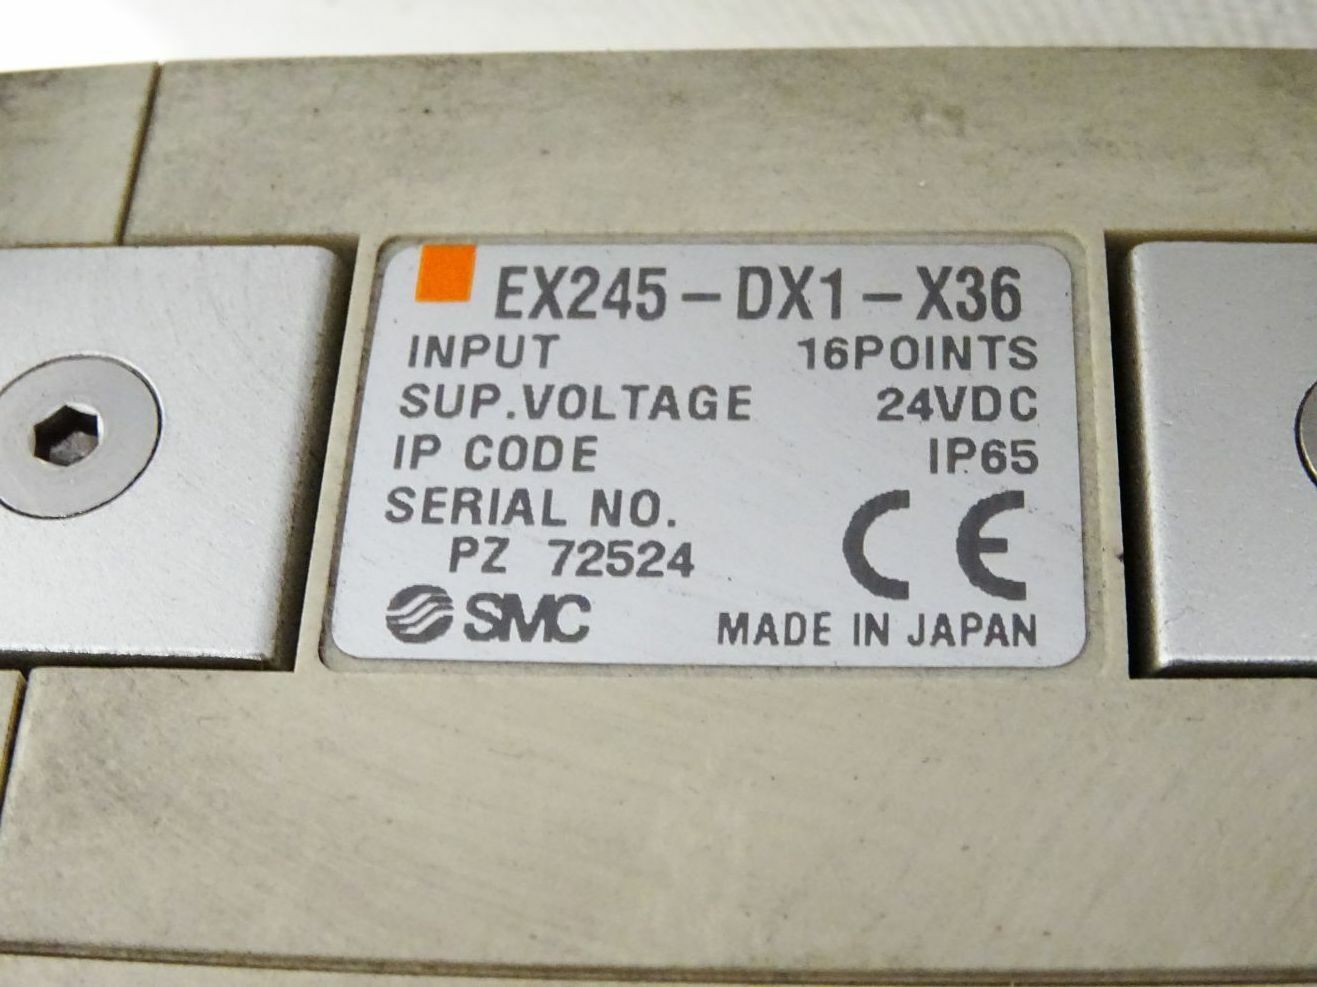 EX245-DX1-X36
INPUT 16POINTS
SUP.VOLTAGE 24VDC
IP CODE IP65
SERIAL NO.
PZ 72524
CE
SMC MADE IN JAPAN